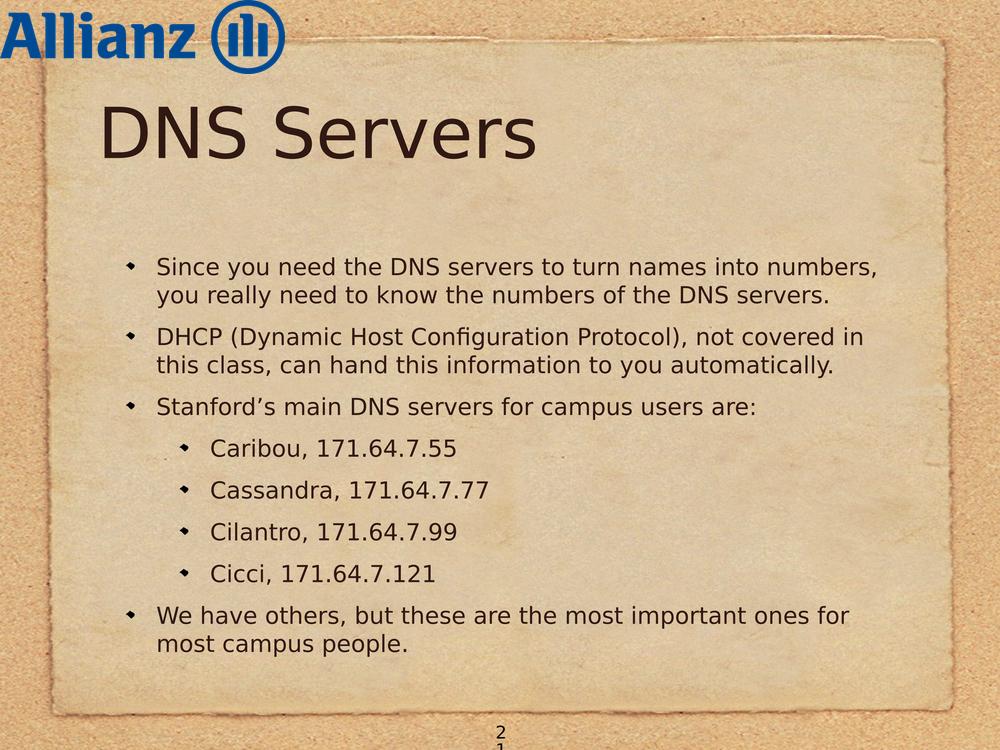 Allianz
DNS Servers
Since you need the DNS servers to turn names into numbers,
you really need to know the numbers of the DNS servers.
DHCP (Dynamic Host Configuration Protocol), not covered in
this class, can hand this information to you automatically.
Stanford’s main DNS servers for campus users are:
Caribou, 171.64.7.55
Cassandra, 171.64.7.77
Cilantro, 171.64.7.99
Cicci, 171.64.7.121
We have others, but these are the most important ones for
most campus people.
2
1